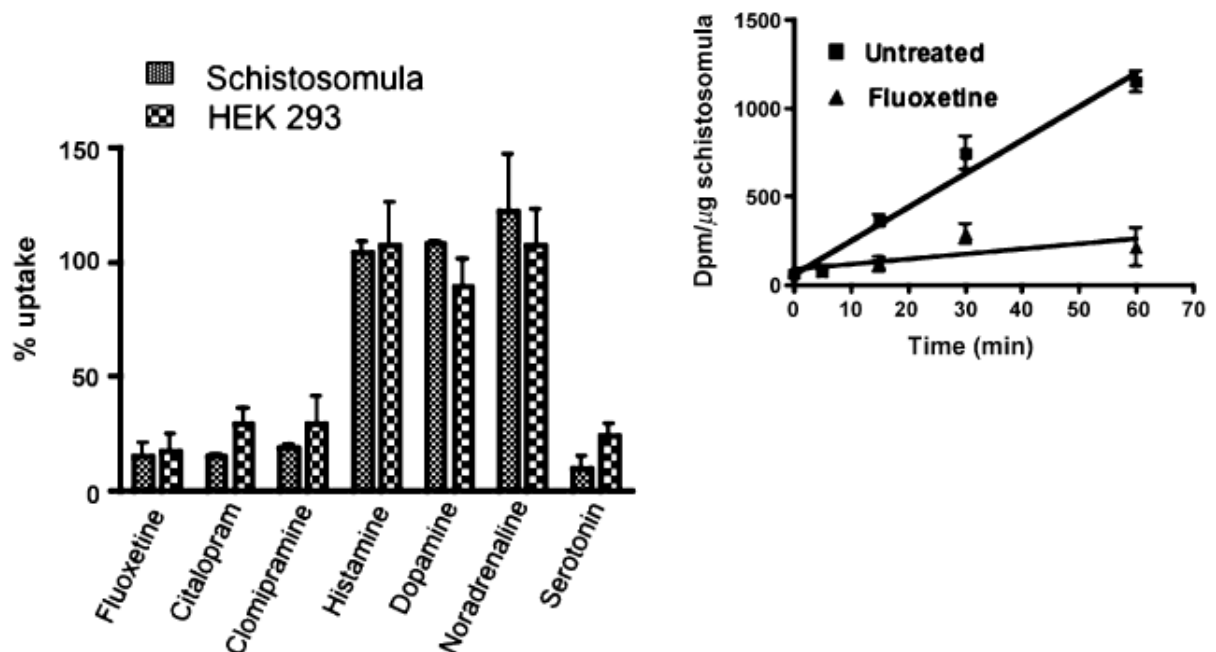 Schistosomula
HEK 293
150
100
50
0
% uptake
Fluoxetine
Citalopram
Clomipramine
Histamine
Dopamine
Noradrenaline
Serotonin
1500
1000
500
0
Dpm/µg schistosomula
Untreated
Fluoxetine
0 10 20 30 40 50 60 70
Time (min)